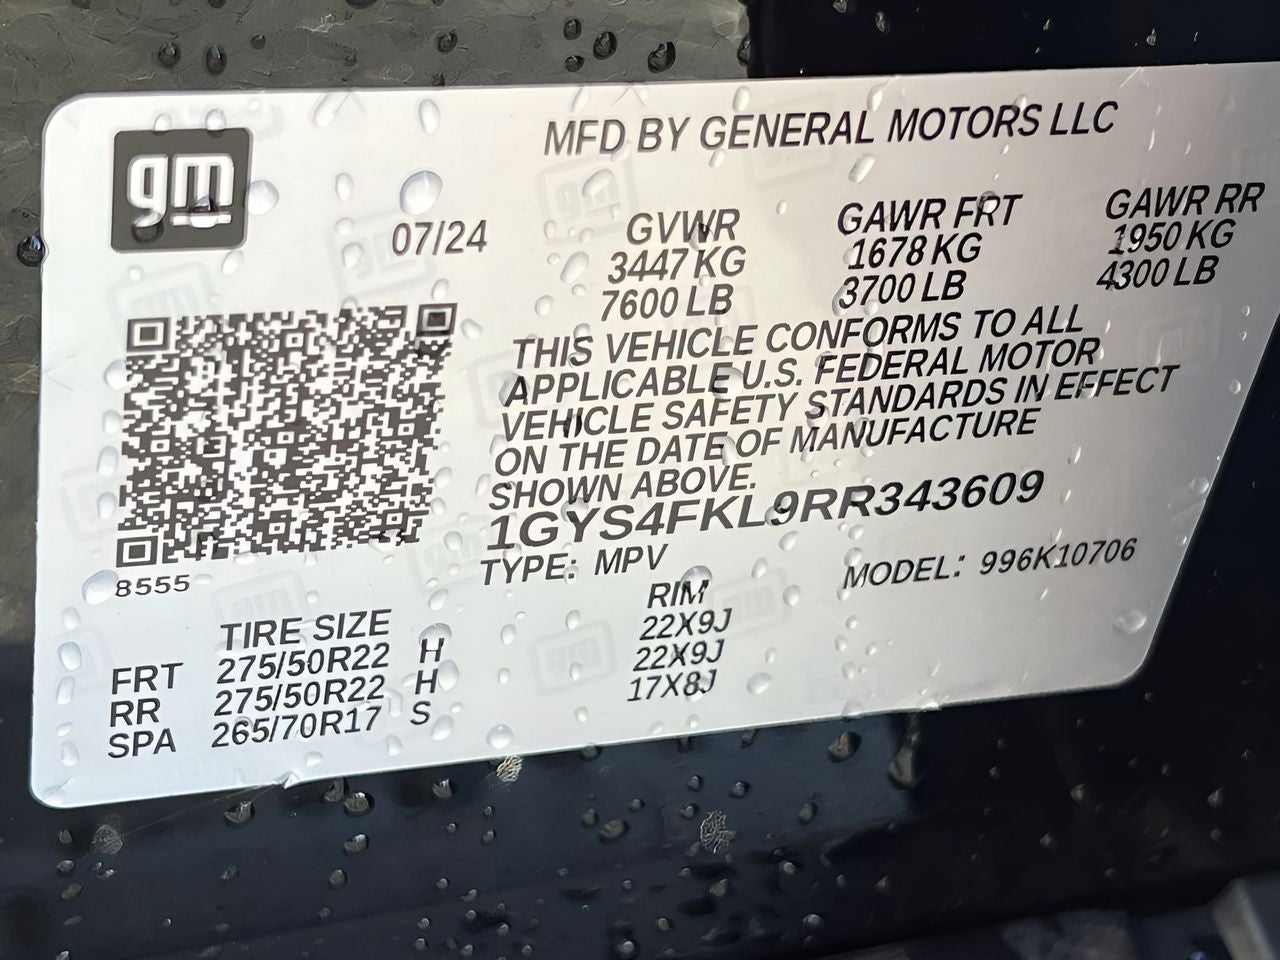 gm
MFD BY GENERAL MOTORS LLC
07/24
GVWR GAWR FRT GAWR RR
3447 KG 1678 KG 1950 KG
7600 LB 3700 LB 4300 LB
THIS VEHICLE CONFORMS TO ALL
APPLICABLE U.S. FEDERAL MOTOR
VEHICLE SAFETY STANDARDS IN EFFECT
ON THE DATE OF MANUFACTURE
SHOWN ABOVE.
1GYS4FKL9RR343609
TYPE: MPV MODEL: 996K10706
8555
TIRE SIZE RIM
FRT 275/50R22 H 22X9J
RR 275/50R22 H 22X9J
SPA 265/70R17 S 17X8J